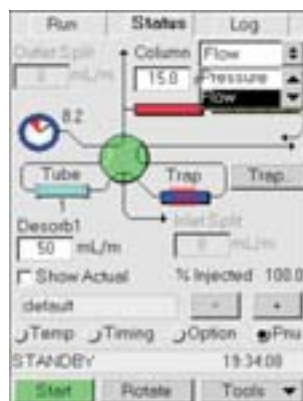 Run Status Log
Outlet Split Column Flow
0 mL/m 15.0 Pressure
Flow
8.2
Tube Trap Trap
1
Desorb1 Inlet Split
50 mL/m 0 mL/m
Show Actual % Injected 100.0
default - +
Temp Timing Option Pnu
STANDBY 19:34:08
Start Rotate Tools